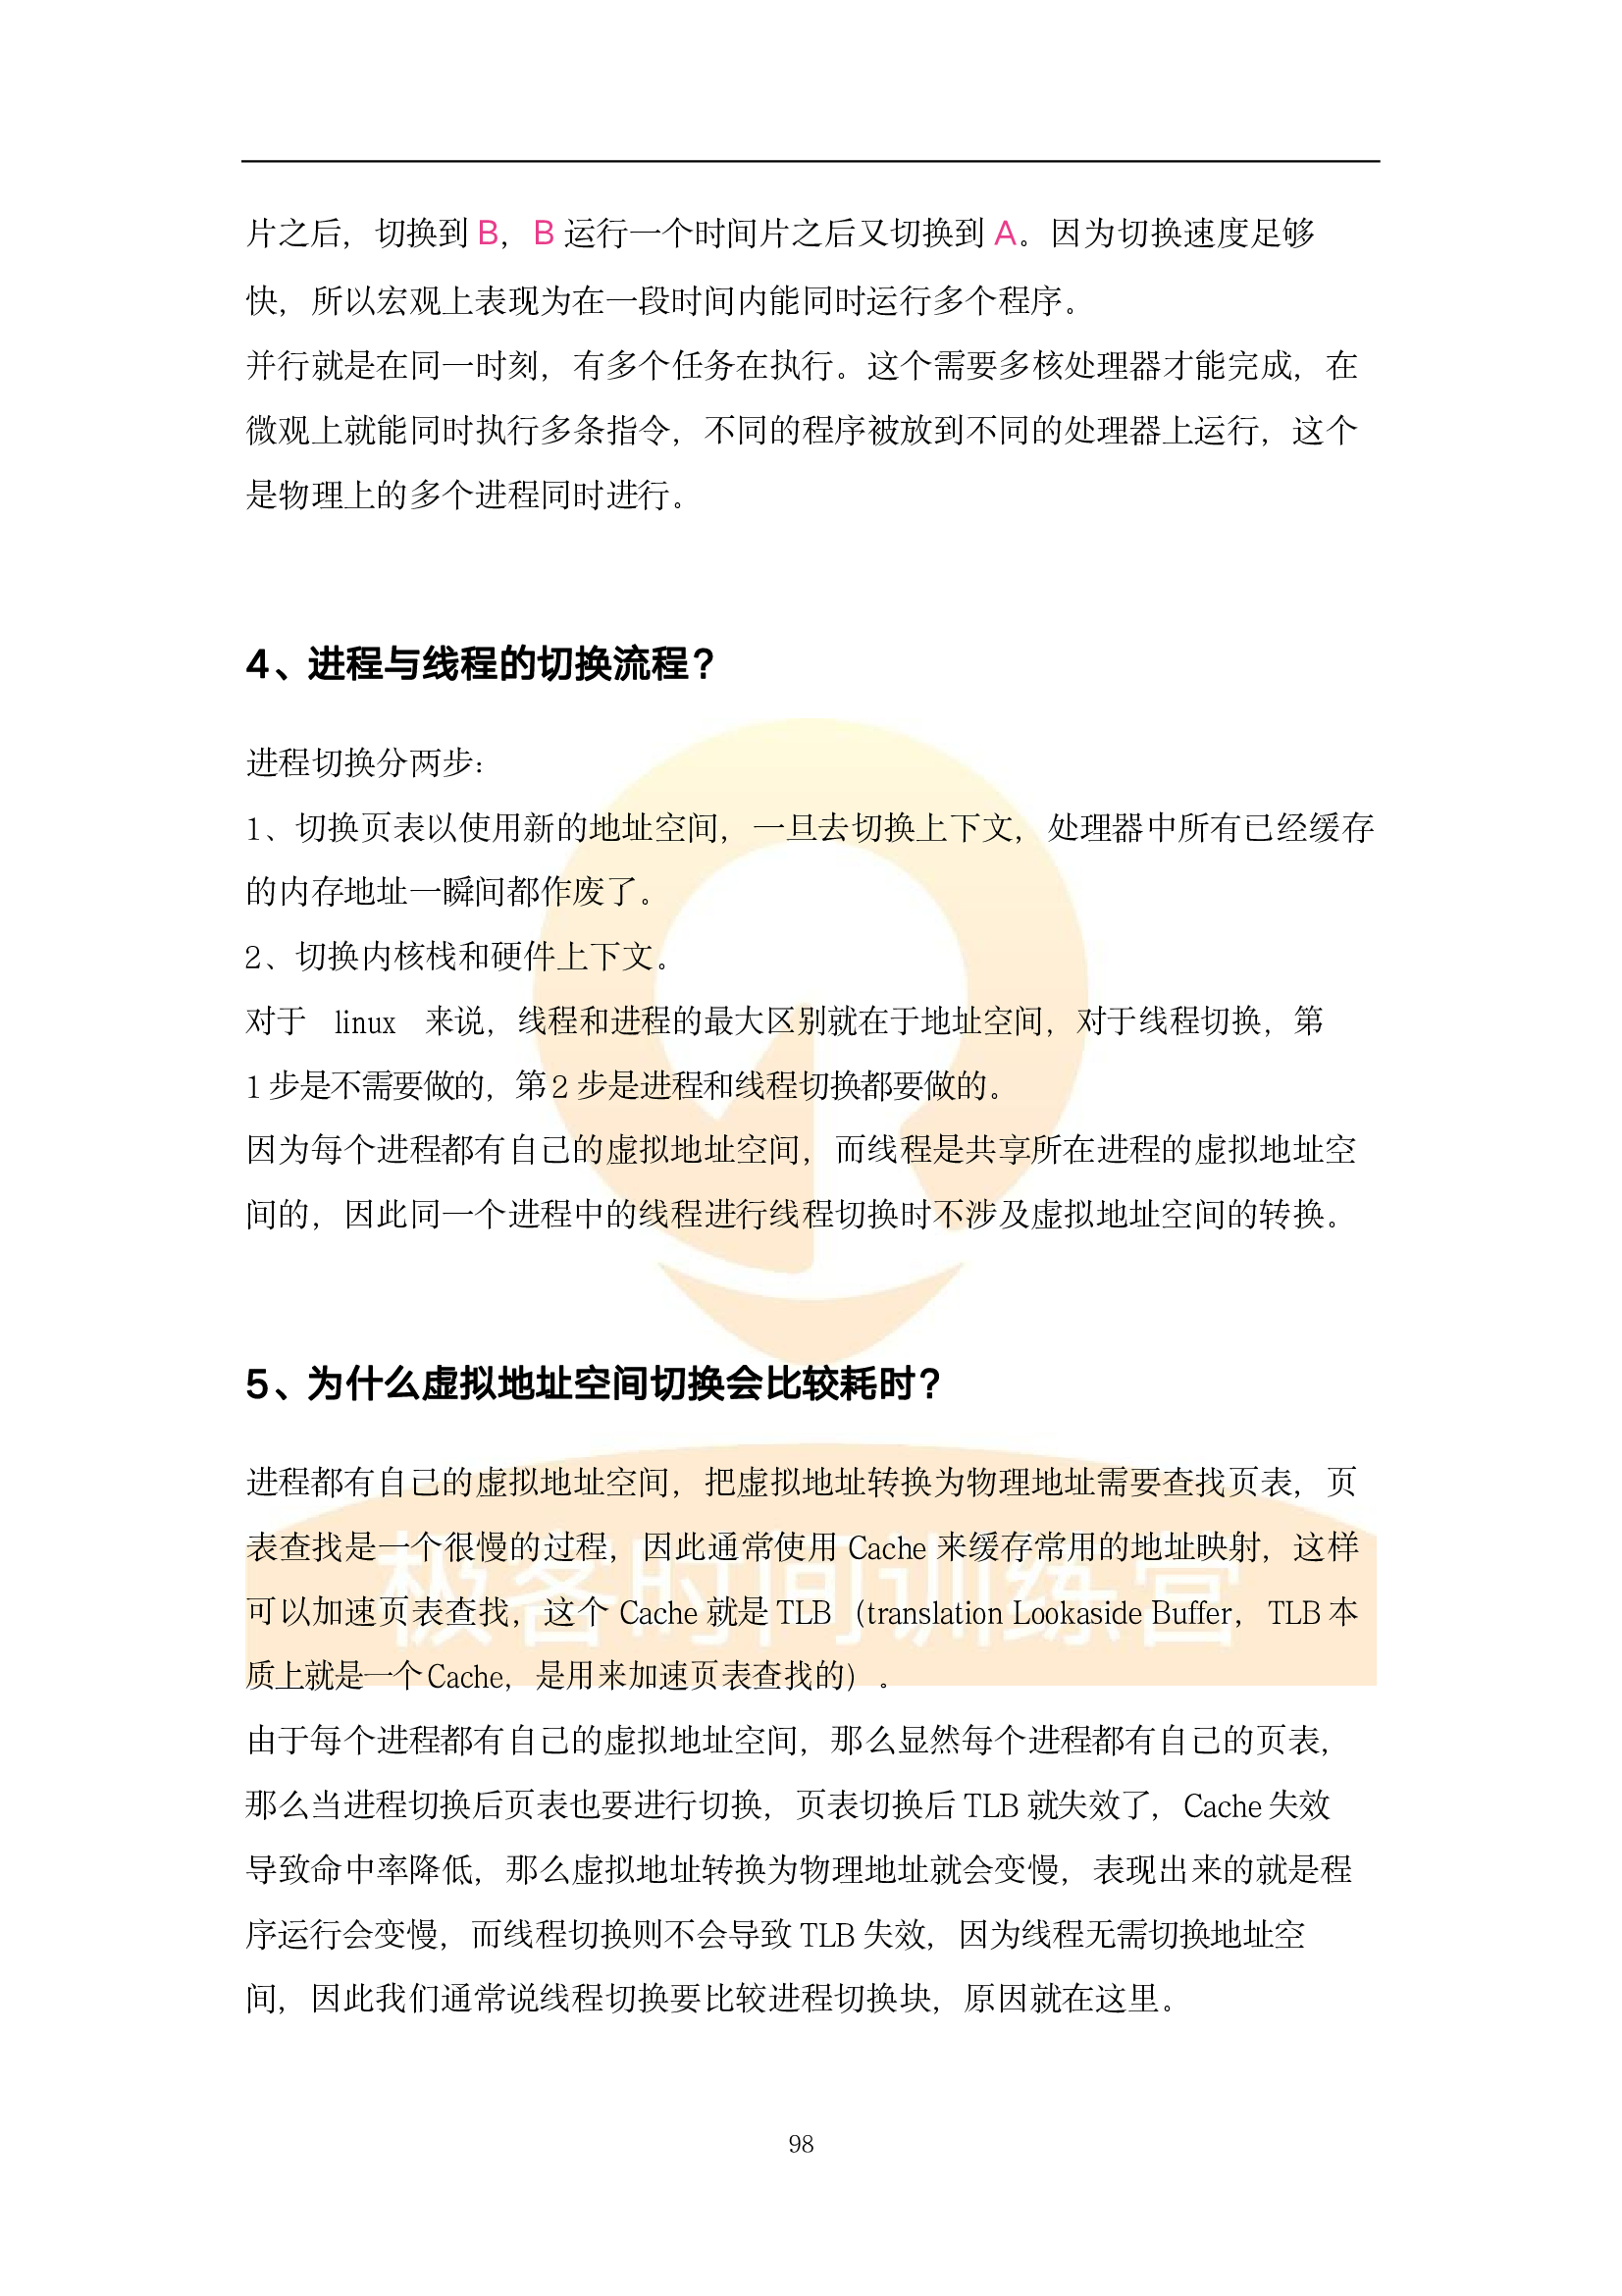 片之后，切换到 B，B 运行一个时间片之后又切换到 A。因为切换速度足够
快，所以宏观上表现为在一段时间内能同时运行多个程序。
并行就是在同一时刻，有多个任务在执行。这个需要多核处理器才能完成，在
微观上就能同时执行多条指令，不同的程序被放到不同的处理器上运行，这个
是物理上的多个进程同时进行。
4、进程与线程的切换流程？
进程切换分两步：
1、切换页表以使用新的地址空间，一旦去切换上下文，处理器中所有已经缓存
的内存地址一瞬间都作废了。
2、切换内核栈和硬件上下文。
对于 linux 来说，线程和进程的最大区别就在于地址空间，对于线程切换，第
1 步是不需要做的，第 2 步是进程和线程切换都要做的。
因为每个进程都有自己的虚拟地址空间，而线程是共享所在进程的虚拟地址空
间的，因此同一个进程中的线程进行线程切换时不涉及虚拟地址空间的转换。
5、为什么虚拟地址空间切换会比较耗时？
进程都有自己的虚拟地址空间，把虚拟地址转换为物理地址需要查找页表，页
表查找是一个很慢的过程，因此通常使用 Cache 来缓存常用的地址映射，这样
可以加速页表查找，这个 Cache 就是 TLB（translation Lookaside Buffer，TLB 本
质上就是一个 Cache，是用来加速页表查找的）。
极客时间训练营
由于每个进程都有自己的虚拟地址空间，那么显然每个进程都有自己的页表，
那么当进程切换后页表也要进行切换，页表切换后 TLB 就失效了，Cache 失效
导致命中率降低，那么虚拟地址转换为物理地址就会变慢，表现出来的就是程
序运行会变慢，而线程切换则不会导致 TLB 失效，因为线程无需切换地址空
间，因此我们通常说线程切换要比较进程切换块，原因就在这里。
98